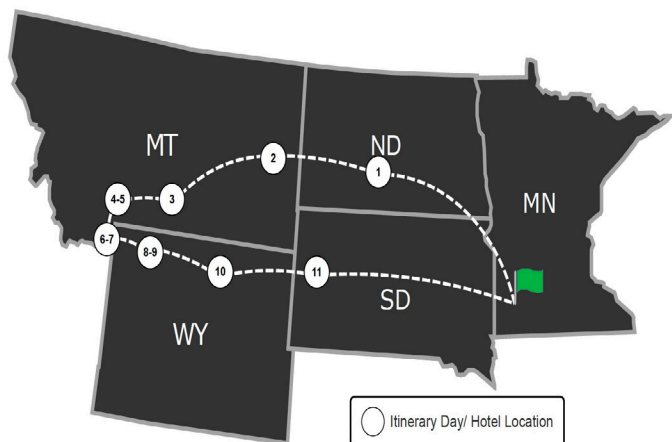 MT
ND
MN
2
1
4-5
3
6-7
8-9
10
11
SD
WY
Itinerary Day/ Hotel Location